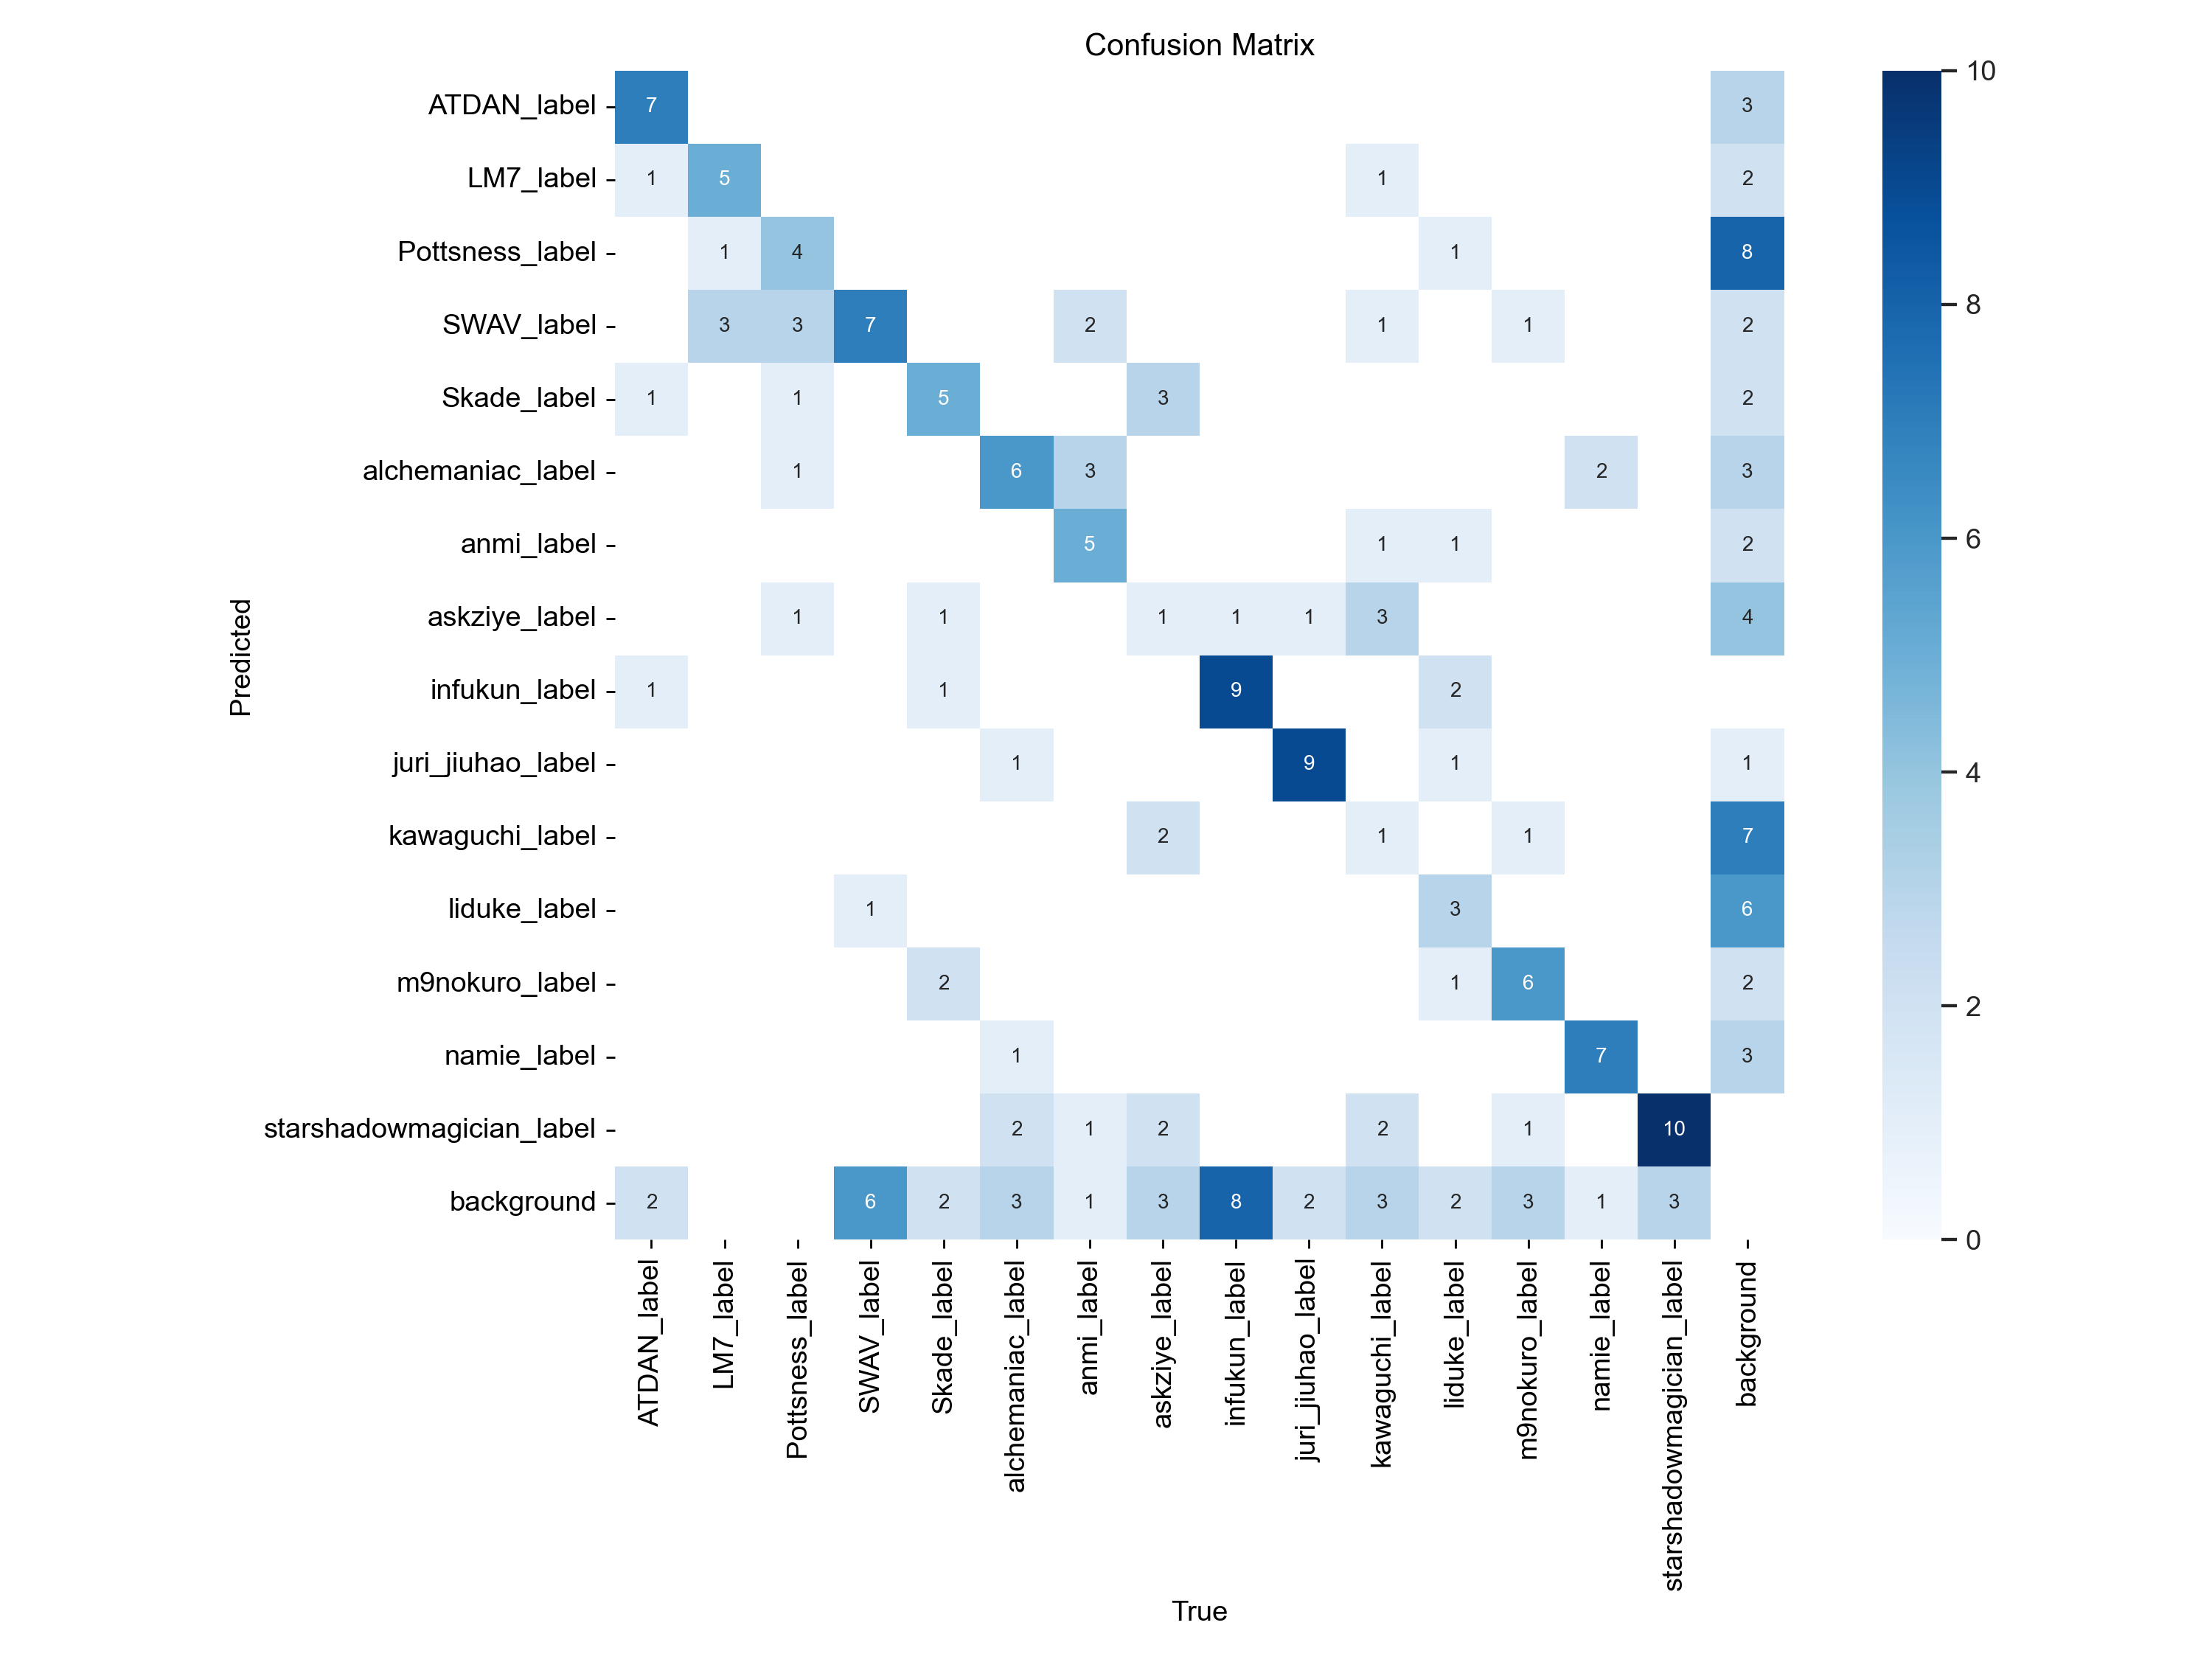 Confusion Matrix
ATDAN_label 7 3
LM7_label 1 5 1 2
Pottsness_label 1 4 1 8
SWAV_label 3 3 7 2 1 1 2
Skade_label 1 1 5 3 2
alchemaniac_label 1 6 3 2 3
anmi_label 5 1 1 2
askziye_label 1 1 1 1 1 3 4
infukun_label 1 1 9 2
juri_jiuhao_label 1 9 1 1
kawaguchi_label 2 1 1 7
liduke_label 1 3 6
m9nokuro_label 2 1 6 2
namie_label 1 7 3
starshadowmagician_label 2 1 2 2 1 10
background 2 6 2 3 1 3 8 2 3 2 3 1 3
Predicted
ATDAN_label
LM7_label
Pottsness_label
SWAV_label
Skade_label
alchemaniac_label
anmi_label
askziye_label
infukun_label
juri_jiuhao_label
kawaguchi_label
liduke_label
m9nokuro_label
namie_label
starshadowmagician_label
background
True
10
8
6
4
2
0